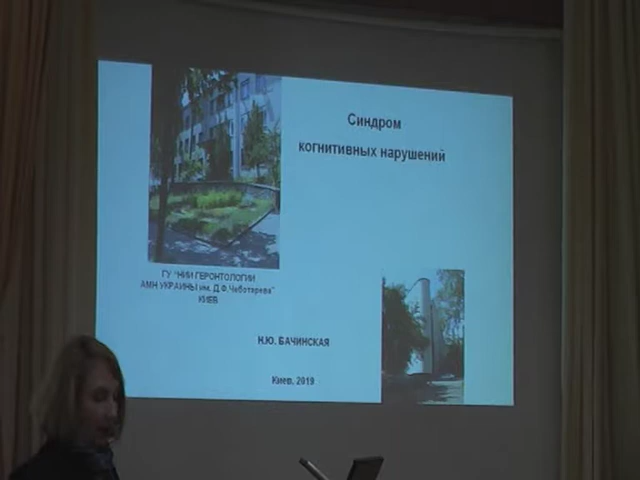 Синдром
когнитивных нарушений
ГУ "НИИ ГЕРОНТОЛОГИИ
АМН УКРАИНЫ им. Д.Ф.Чеботарева"
КИЕВ
Н.Ю. БАЧИНСКАЯ
Киев, 2019